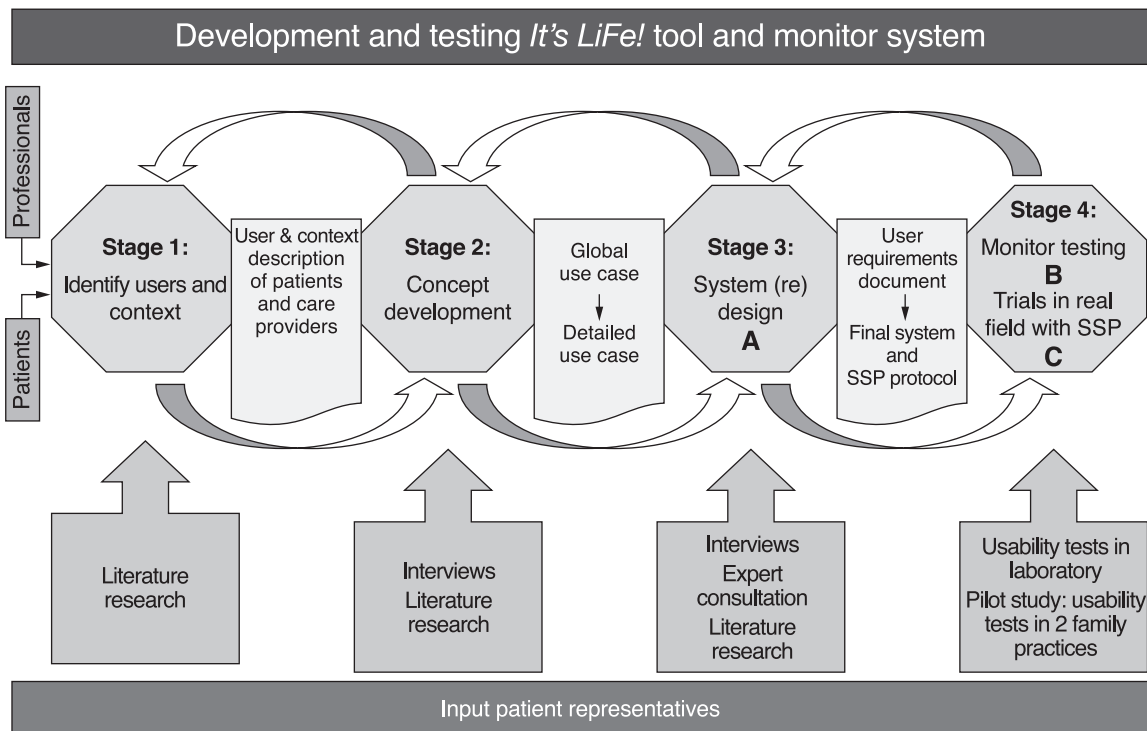 Development and testing It's LiFe! tool and monitor system
Professionals
Patients
Stage 1:
Identify users and
context
User & context
description
of patients
and care
providers
Stage 2:
Concept
development
Global
use case
Detailed
use case
Stage 3:
System (re)
design
A
User
requirements
document
Final system
and
SSP protocol
Stage 4:
Monitor testing
B
Trials in real
field with SSP
C
Literature
research
Interviews
Literature
research
Interviews
Expert
consultation
Literature
research
Usability tests in
laboratory
Pilot study: usability
tests in 2 family
practices
Input patient representatives